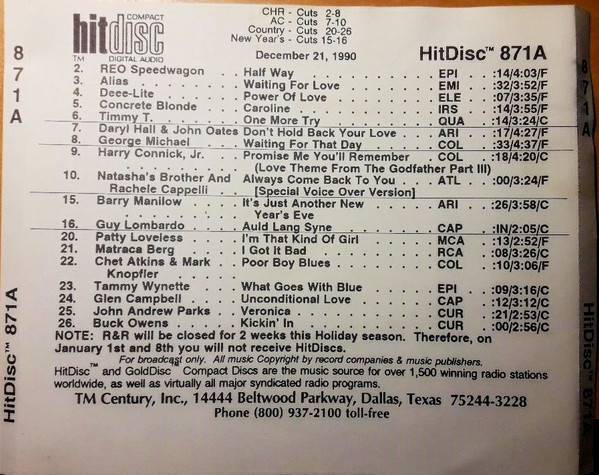 CHR - Cuts 2-8
AC - Cuts 7-10
Country - Cuts 20-26
New Year's - Cuts 15-16
COMPACT
hitdisc
TM DIGITAL AUDIO
December 21, 1990
HitDisc™ 871A
2. REO Speedwagon . . Half Way . . . . . . . . . . . EPI . :14/4:03/F
3. Alias . . . . . . . . . Waiting For Love . . . . . . . EMI . :32/3:52/F
4. Deee-Lite . . . . . . . Power Of Love . . . . . . . . ELE . :07/3:35/F
5. Concrete Blonde . . . . Caroline . . . . . . . . . . . IRS . :14/3:55/F
6. Timmy T. . . . . . . . One More Try . . . . . . . . QUA . :14/3:24/C
7. Daryl Hall & John Oates Don't Hold Back Your Love . . ARI . :17/4:27/F
8. George Michael . . . . Waiting For That Day . . . . . COL . :33/4:37/F
9. Harry Connick, Jr. . . . Promise Me You'll Remember COL . :18/4:20/C
. . . . . . . . . (Love Theme From The Godfather Part III)
10. Natasha's Brother And Always Come Back To You . . . ATL . :00/3:24/F
Rachele Cappelli . . . [Special Voice Over Version]
15. Barry Manilow . . . . . It's Just Another New . . . . ARI . :26/3:58/C
. . . . . . . . . Year's Eve
16. Guy Lombardo . . . . . Auld Lang Syne . . . . . . . CAP . :IN/2:05/C
20. Patty Loveless . . . . I'm That Kind Of Girl . . . . . MCA . :13/2:52/F
21. Matraca Berg . . . . . I Got It Bad . . . . . . . . . RCA . :08/3:26/C
22. Chet Atkins & Mark . . Poor Boy Blues . . . . . . . . COL . :10/3:06/F
Knopfler . . . . . .
23. Tammy Wynette . . . . What Goes With Blue . . . . . EPI . :09/3:16/C
24. Glen Campbell . . . . . Unconditional Love . . . . . . CAP . :12/3:12/C
25. John Andrew Parks . . Veronica . . . . . . . . . . . CUR . :21/2:53/C
26. Buck Owens . . . . . . Kickin' In . . . . . . . . . . CUR . :00/2:56/C
NOTE: R&R will be closed for 2 weeks this Holiday season. Therefore, on
January 1st and 8th you will not receive HitDiscs.
For broadcast only. All music Copyright by record companies & music publishers.
HitDisc™ and GoldDisc™ Compact Discs are the music source for over 1,500 winning radio stations
worldwide, as well as virtually all major syndicated radio programs.
TM Century, Inc., 14444 Beltwood Parkway, Dallas, Texas 75244-3228
Phone (800) 937-2100 toll-free
871A
HitDisc™ 871A
871A
HitDisc™ 871A